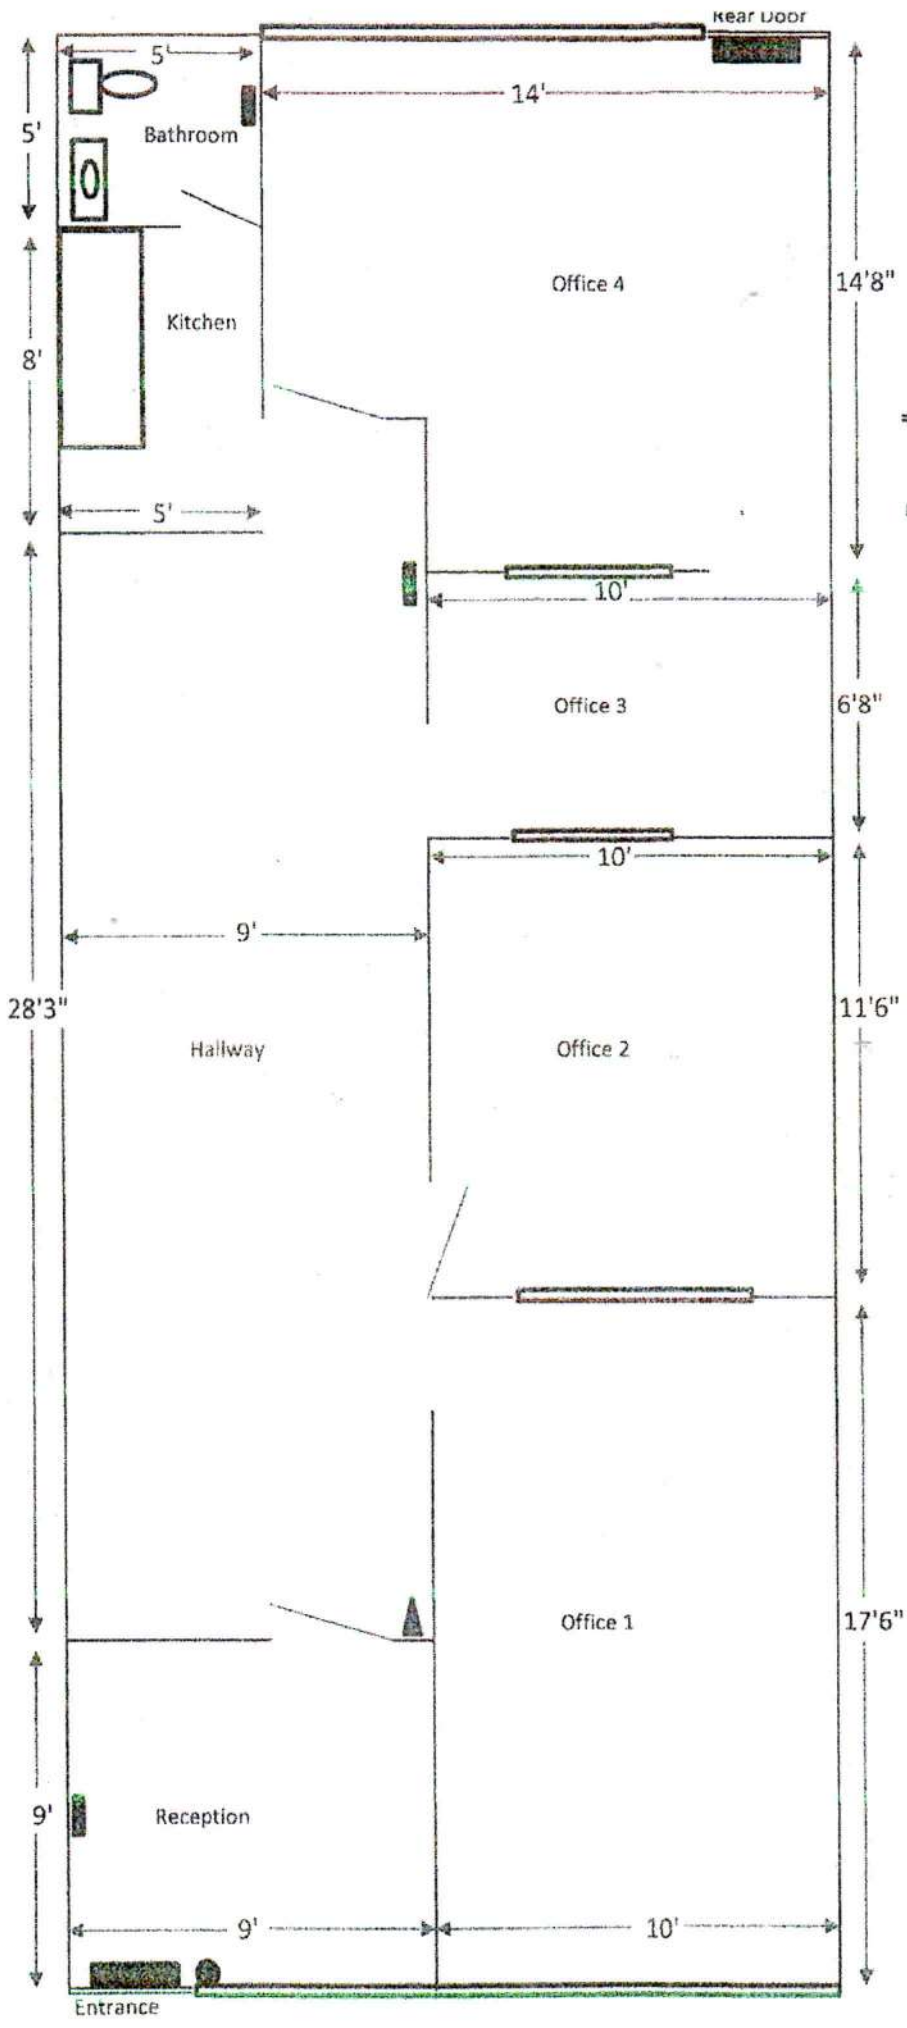 Rear Door
5'
14'
5'
Bathroom
Office 4
14'8"
Kitchen
8'
5'
10'
Office 3
6'8"
10'
9'
28'3"
11'6"
Hallway
Office 2
Office 1
17'6"
9'
Reception
9'
10'
Entrance